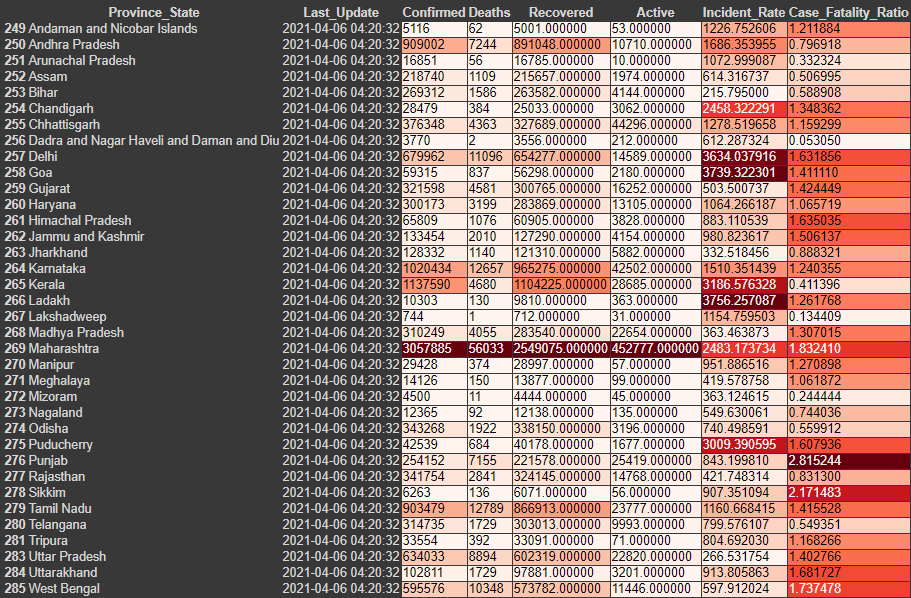 Province_State Last_Update Confirmed Deaths Recovered Active Incident_Rate Case_Fatality_Ratio
249 Andaman and Nicobar Islands 2021-04-06 04:20:32 5116 62 5001.000000 53.000000 1226.752606 1.211884
250 Andhra Pradesh 2021-04-06 04:20:32 909002 7244 891048.000000 10710.000000 1686.353955 0.796918
251 Arunachal Pradesh 2021-04-06 04:20:32 16851 56 16785.000000 10.000000 1072.999087 0.332324
252 Assam 2021-04-06 04:20:32 218740 1109 215657.000000 1974.000000 614.316737 0.506995
253 Bihar 2021-04-06 04:20:32 269312 1586 263582.000000 4144.000000 215.795000 0.588908
254 Chandigarh 2021-04-06 04:20:32 28479 384 25033.000000 3062.000000 2458.322291 1.348362
255 Chhattisgarh 2021-04-06 04:20:32 376348 4363 327689.000000 44296.000000 1278.519658 1.159299
256 Dadra and Nagar Haveli and Daman and Diu 2021-04-06 04:20:32 3770 2 3556.000000 212.000000 612.287324 0.053050
257 Delhi 2021-04-06 04:20:32 679962 11096 654277.000000 14589.000000 3634.037916 1.631856
258 Goa 2021-04-06 04:20:32 59315 837 56298.000000 2180.000000 3739.322301 1.411110
259 Gujarat 2021-04-06 04:20:32 321598 4581 300765.000000 16252.000000 503.500737 1.424449
260 Haryana 2021-04-06 04:20:32 300173 3199 283869.000000 13105.000000 1064.266187 1.065719
261 Himachal Pradesh 2021-04-06 04:20:32 65809 1076 60905.000000 3828.000000 883.110539 1.635035
262 Jammu and Kashmir 2021-04-06 04:20:32 133454 2010 127290.000000 4154.000000 980.823617 1.506137
263 Jharkhand 2021-04-06 04:20:32 128332 1140 121310.000000 5882.000000 332.518456 0.888321
264 Karnataka 2021-04-06 04:20:32 1020434 12657 965275.000000 42502.000000 1510.351439 1.240355
265 Kerala 2021-04-06 04:20:32 1137590 4680 1104225.000000 28685.000000 3186.576328 0.411396
266 Ladakh 2021-04-06 04:20:32 10303 130 9810.000000 363.000000 3756.257087 1.261768
267 Lakshadweep 2021-04-06 04:20:32 744 1 712.000000 31.000000 1154.759503 0.134409
268 Madhya Pradesh 2021-04-06 04:20:32 310249 4055 283540.000000 22654.000000 363.463873 1.307015
269 Maharashtra 2021-04-06 04:20:32 3057885 56033 2549075.000000 452777.000000 2483.173734 1.832410
270 Manipur 2021-04-06 04:20:32 29428 374 28997.000000 57.000000 951.886516 1.270898
271 Meghalaya 2021-04-06 04:20:32 14126 150 13877.000000 99.000000 419.578758 1.061872
272 Mizoram 2021-04-06 04:20:32 4500 11 4444.000000 45.000000 363.124615 0.244444
273 Nagaland 2021-04-06 04:20:32 12365 92 12138.000000 135.000000 549.630061 0.744036
274 Odisha 2021-04-06 04:20:32 343268 1922 338150.000000 3196.000000 740.498591 0.559912
275 Puducherry 2021-04-06 04:20:32 42539 684 40178.000000 1677.000000 3009.390595 1.607936
276 Punjab 2021-04-06 04:20:32 254152 7155 221578.000000 25419.000000 843.199810 2.815244
277 Rajasthan 2021-04-06 04:20:32 341754 2841 324145.000000 14768.000000 421.748314 0.831300
278 Sikkim 2021-04-06 04:20:32 6263 136 6071.000000 56.000000 907.351094 2.171483
279 Tamil Nadu 2021-04-06 04:20:32 903479 12789 866913.000000 23777.000000 1160.668415 1.415528
280 Telangana 2021-04-06 04:20:32 314735 1729 303013.000000 9993.000000 799.576107 0.549351
281 Tripura 2021-04-06 04:20:32 33554 392 33091.000000 71.000000 804.692030 1.168266
283 Uttar Pradesh 2021-04-06 04:20:32 634033 8894 602319.000000 22820.000000 266.531754 1.402766
284 Uttarakhand 2021-04-06 04:20:32 102811 1729 97881.000000 3201.000000 913.805863 1.681727
285 West Bengal 2021-04-06 04:20:32 595576 10348 573782.000000 11446.000000 597.912024 1.737478